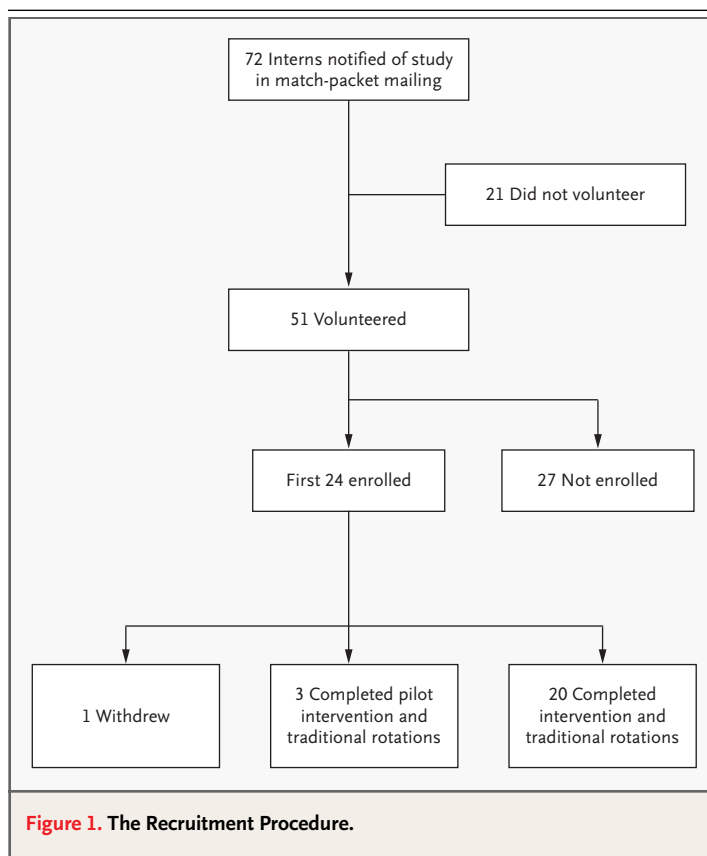 72 Interns notified of study
in match-packet mailing
21 Did not volunteer
51 Volunteered
First 24 enrolled
27 Not enrolled
1 Withdrew
3 Completed pilot
intervention and
traditional rotations
20 Completed
intervention and
traditional rotations
Figure 1. The Recruitment Procedure.